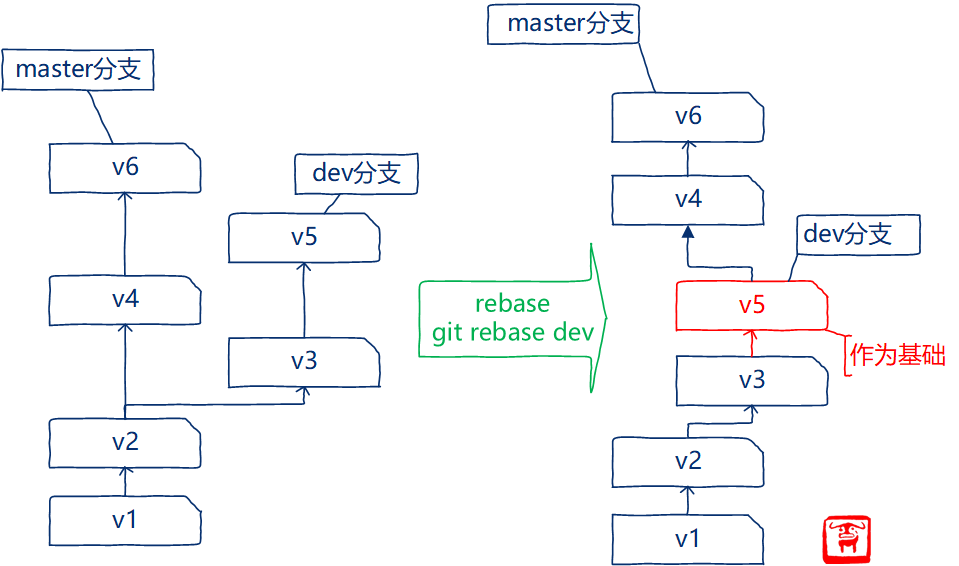 master分支
v6
dev分支
v5
v4
v3
v2
v1
rebase
git rebase dev
master分支
v6
v4
dev分支
v5
作为基础
v3
v2
v1